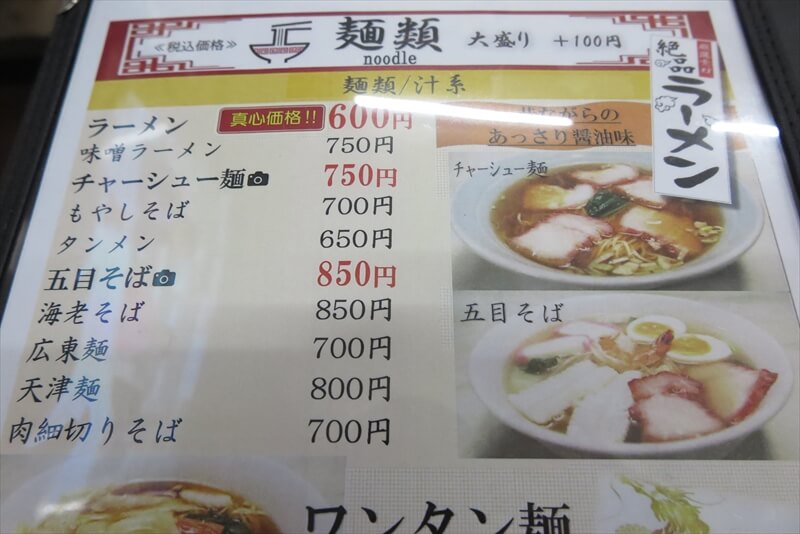 ≪税込価格≫ 麺類 大盛り +100円
noodle
麺類/汁系
絶品ラーメン
ラーメン 真心価格!! 600円
味噌ラーメン 750円
チャーシュー麺 750円
もやしそば 700円
タンメン 650円
五目そば 850円
海老そば 850円
広東麺 700円
天津麺 800円
肉細切りそば 700円
昔ながらの
あっさり醤油味
チャーシュー麺
五目そば
ワンタン麺